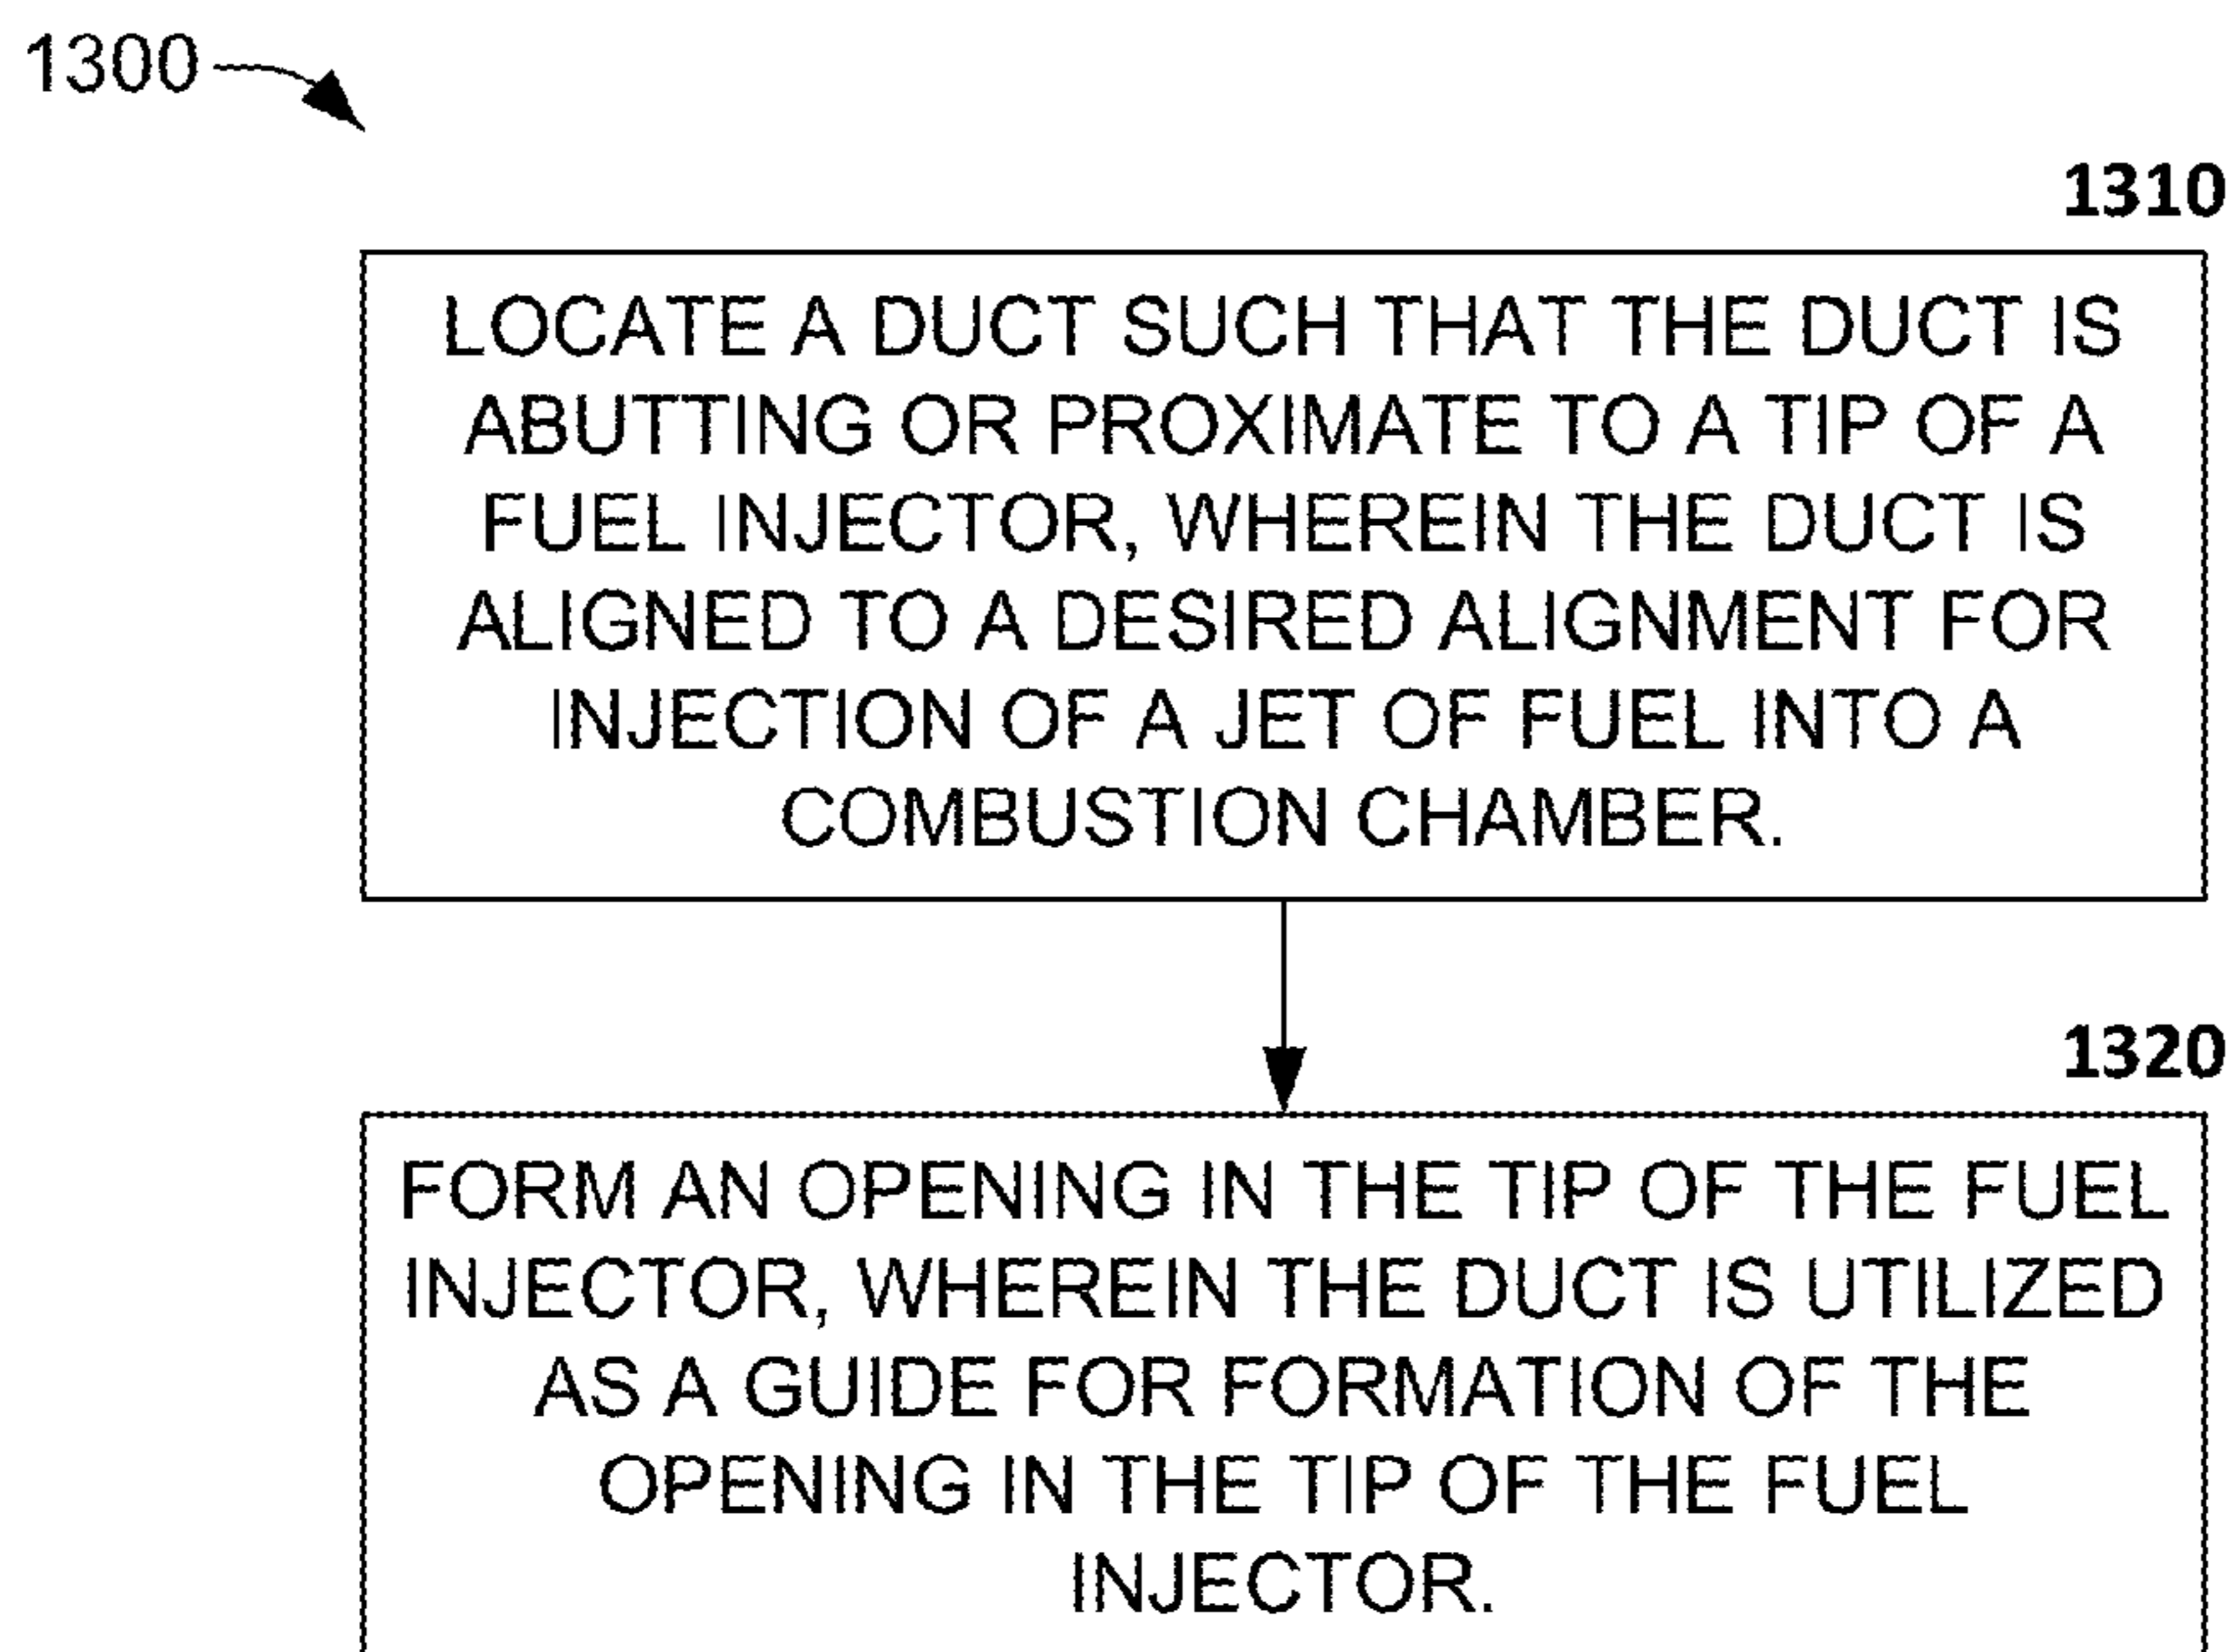 1300
1310
LOCATE A DUCT SUCH THAT THE DUCT IS
ABUTTING OR PROXIMATE TO A TIP OF A
FUEL INJECTOR, WHEREIN THE DUCT IS
ALIGNED TO A DESIRED ALIGNMENT FOR
INJECTION OF A JET OF FUEL INTO A
COMBUSTION CHAMBER.
1320
FORM AN OPENING IN THE TIP OF THE FUEL
INJECTOR, WHEREIN THE DUCT IS UTILIZED
AS A GUIDE FOR FORMATION OF THE
OPENING IN THE TIP OF THE FUEL
INJECTOR.